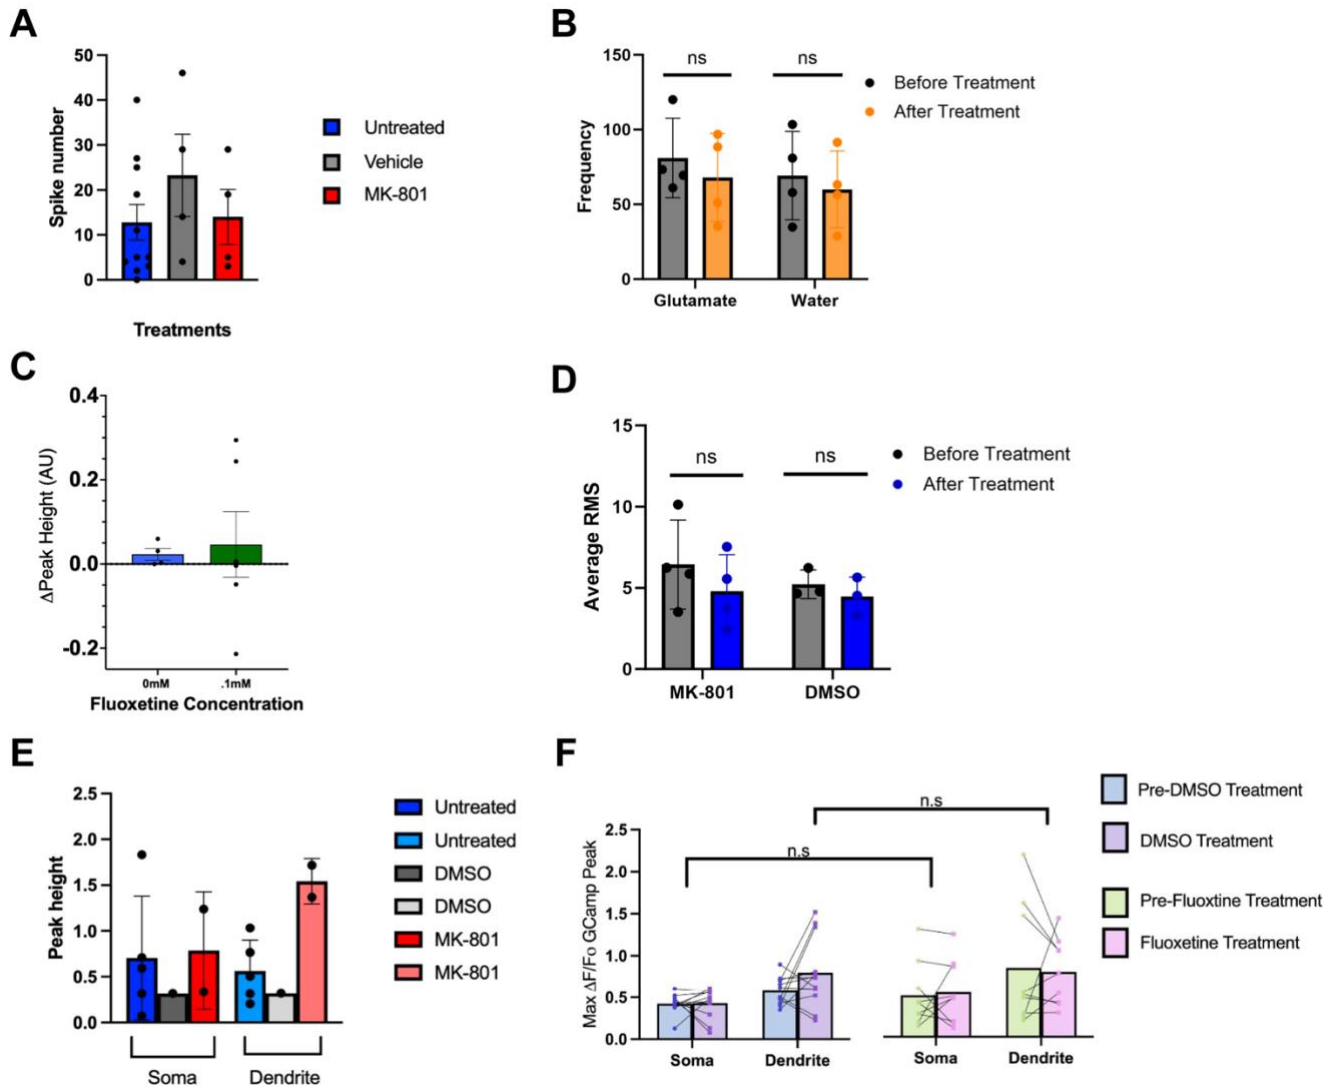 A
50
40
30
20
10
0
Spike number
Treatments
Untreated
Vehicle
MK-801
B
150
100
50
0
Frequency
ns
ns
Glutamate
Water
Before Treatment
After Treatment
C
0.4
0.2
0.0
-0.2
ΔPeak Height (AU)
0mM
.1mM
Fluoxetine Concentration
D
15
10
5
0
Average RMS
ns
ns
MK-801
DMSO
Before Treatment
After Treatment
E
2.5
2.0
1.5
1.0
0.5
0.0
Peak height
Soma
Dendrite
Untreated
Untreated
DMSO
DMSO
MK-801
MK-801
F
2.5
2.0
1.5
1.0
0.5
0.0
Max ΔF/Fo GCamp Peak
n.s
n.s
Soma
Dendrite
Soma
Dendrite
Pre-DMSO Treatment
DMSO Treatment
Pre-Fluoxtine Treatment
Fluoxetine Treatment